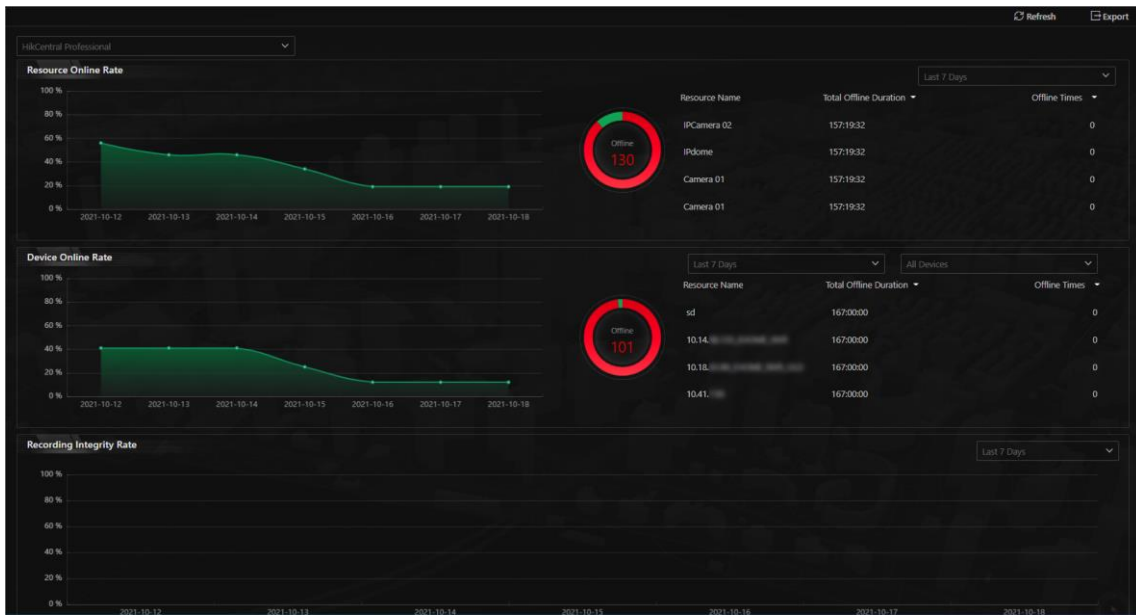 Refresh Export
HikCentral Professional
Resource Online Rate
Last 7 Days
100 %
80 %
60 %
40 %
20 %
0 %
2021-10-12 2021-10-13 2021-10-14 2021-10-15 2021-10-16 2021-10-17 2021-10-18
Offline
130
Resource Name Total Offline Duration Offline Times
IPCamera 02 157:19:32 0
IPdome 157:19:32 0
Camera 01 157:19:32 0
Camera 01 157:19:32 0
Device Online Rate
Last 7 Days All Devices
100 %
80 %
60 %
40 %
20 %
0 %
2021-10-12 2021-10-13 2021-10-14 2021-10-15 2021-10-16 2021-10-17 2021-10-18
Offline
101
Resource Name Total Offline Duration Offline Times
sd 167:00:00 0
10.14. 167:00:00 0
10.18. 167:00:00 0
10.41. 167:00:00 0
Recording Integrity Rate
Last 7 Days
100 %
80 %
60 %
40 %
20 %
0 %
2021-10-12 2021-10-13 2021-10-14 2021-10-15 2021-10-16 2021-10-17 2021-10-18